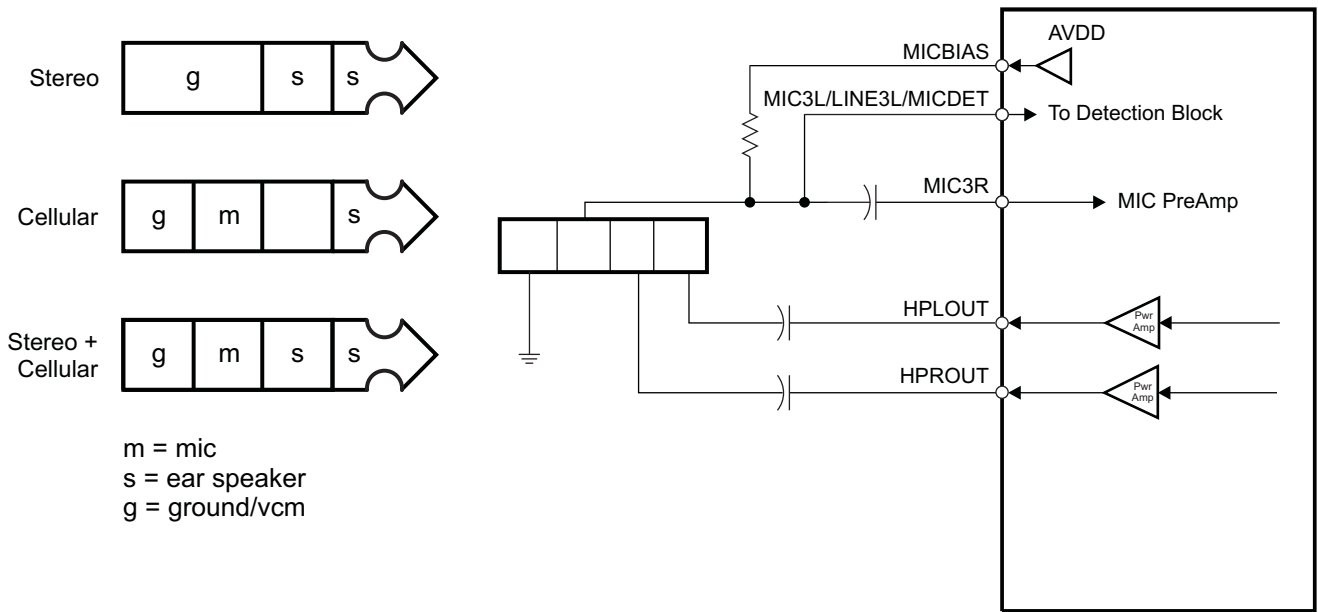 Stereo
g s s
Cellular
g m s
Stereo +
Cellular
g m s s
m = mic
s = ear speaker
g = ground/vcm
AVDD
MICBIAS
MIC3L/LINE3L/MICDET
To Detection Block
MIC3R
MIC PreAmp
HPLOUT
Pwr
Amp
HPROUT
Pwr
Amp